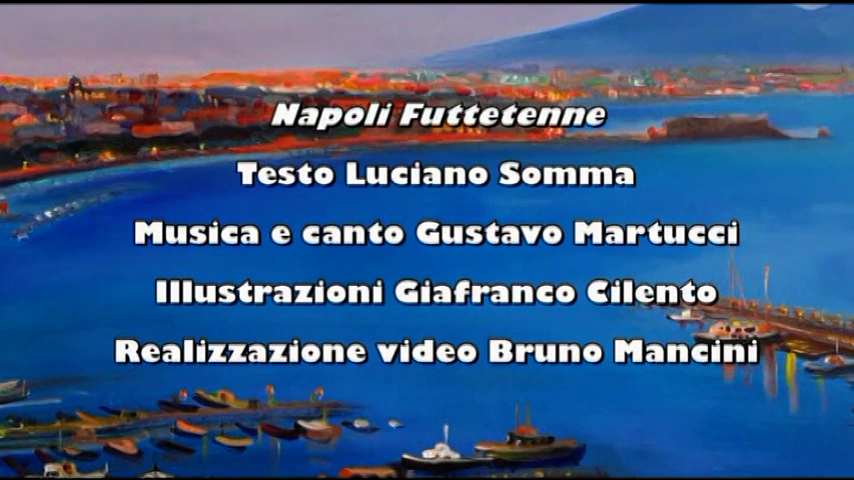 Napoli Futtetenne
Testo Luciano Somma
Musica e canto Gustavo Martucci
Illustrazioni Giafranco Cilento
Realizzazione video Bruno Mancini